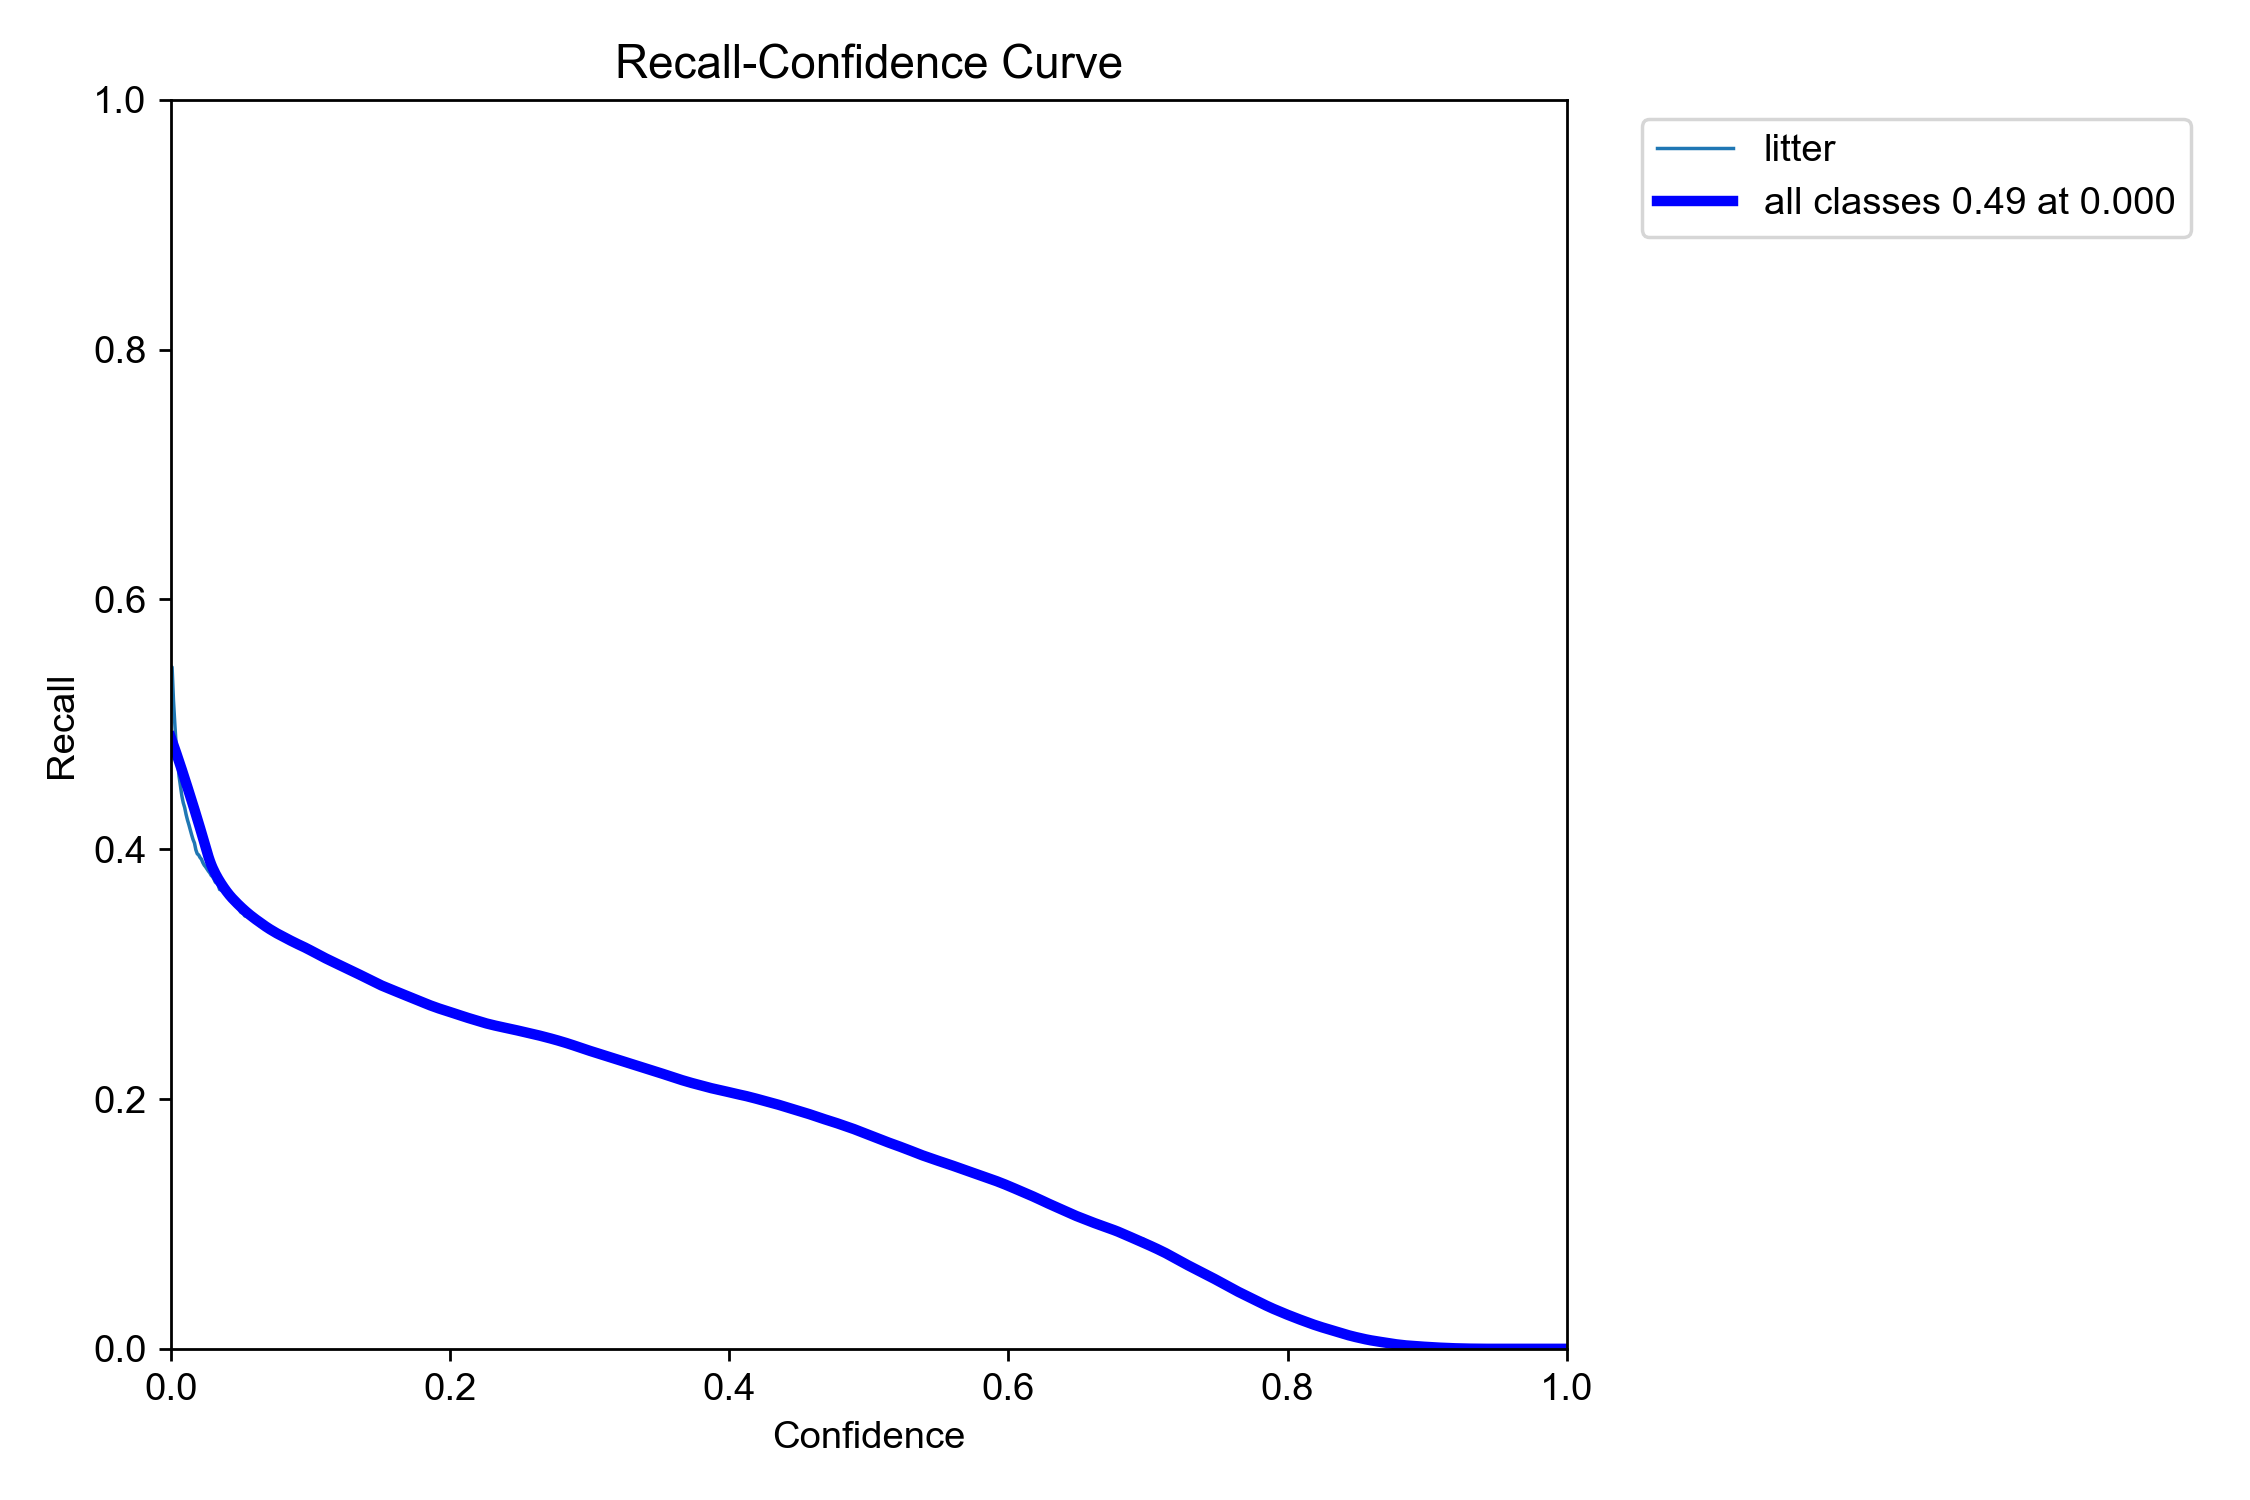 Recall-Confidence Curve
1.0
0.8
0.6
0.4
0.2
0.0
Recall
0.0 0.2 0.4 0.6 0.8 1.0
Confidence
litter
all classes 0.49 at 0.000